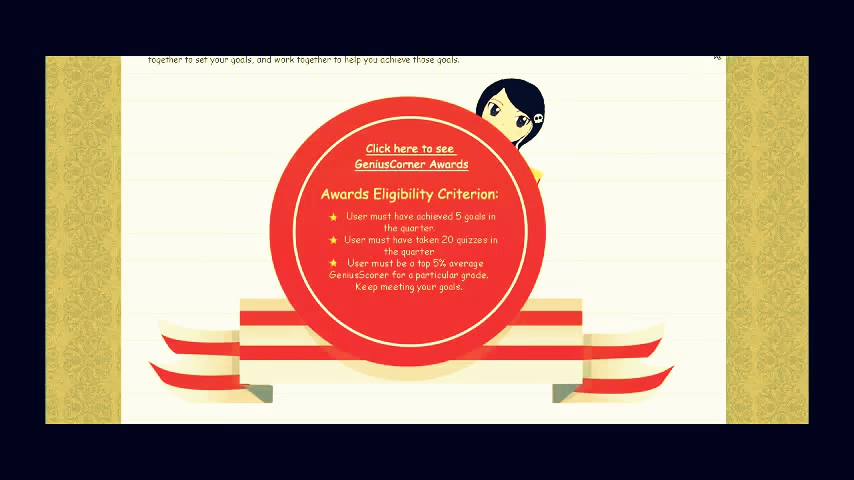 together to set your goals, and work together to help you achieve those goals.
Click here to see
GeniusCorner Awards
Awards Eligibility Criterion:
User must have achieved 5 goals in
the quarter.
User must have taken 20 quizzes in
the quarter
User must be a top 5% average
GeniusScorer for a particular grade.
Keep meeting your goals.